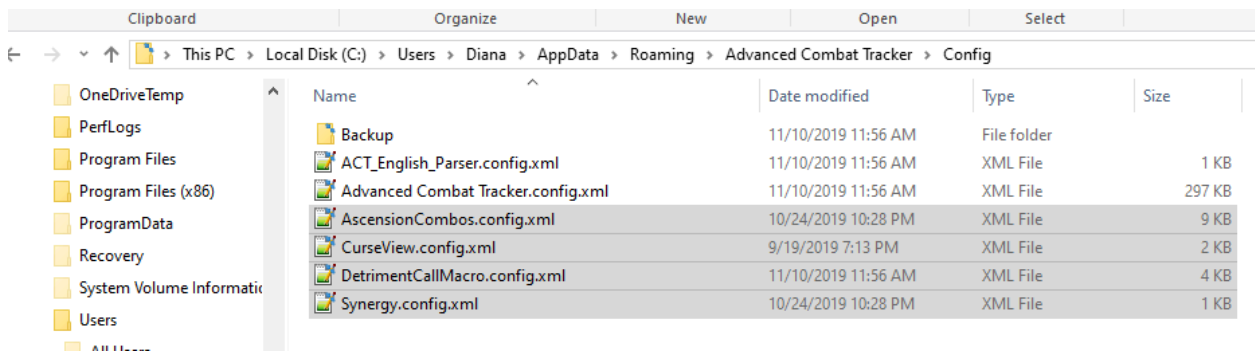 Clipboard Organize New Open Select
This PC > Local Disk (C:) > Users > Diana > AppData > Roaming > Advanced Combat Tracker > Config
OneDriveTemp Name Date modified Type Size
PerfLogs Backup 11/10/2019 11:56 AM File folder
Program Files ACT_English_Parser.config.xml 11/10/2019 11:56 AM XML File 1 KB
Program Files (x86) Advanced Combat Tracker.config.xml 11/10/2019 11:56 AM XML File 297 KB
ProgramData AscensionCombos.config.xml 10/24/2019 10:28 PM XML File 9 KB
Recovery CurseView.config.xml 9/19/2019 7:13 PM XML File 2 KB
System Volume Informatic DetrimentCallMacro.config.xml 11/10/2019 11:56 AM XML File 4 KB
Users Synergy.config.xml 10/24/2019 10:28 PM XML File 1 KB
All Users